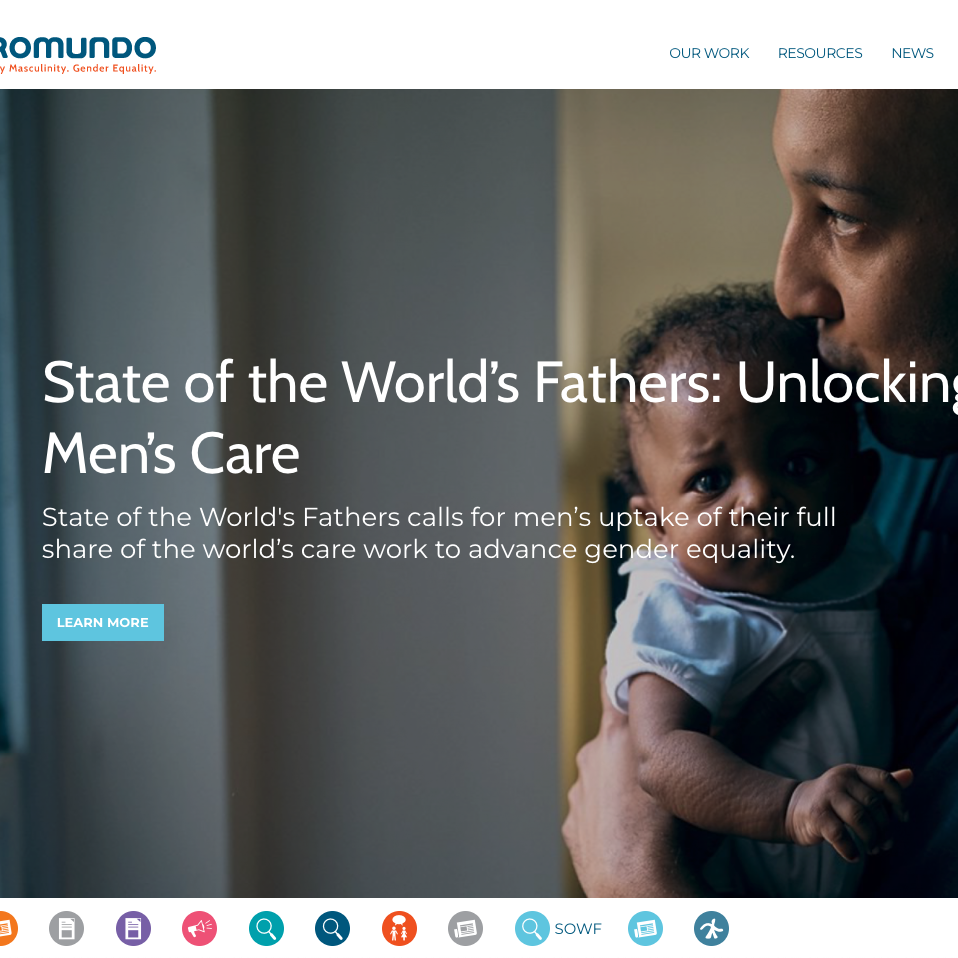 ROMUNDO
y Masculinity. Gender Equality.
OUR WORK RESOURCES NEWS
State of the World’s Fathers: Unlocking
Men’s Care
State of the World's Fathers calls for men’s uptake of their full
share of the world’s care work to advance gender equality.
LEARN MORE
SOWF